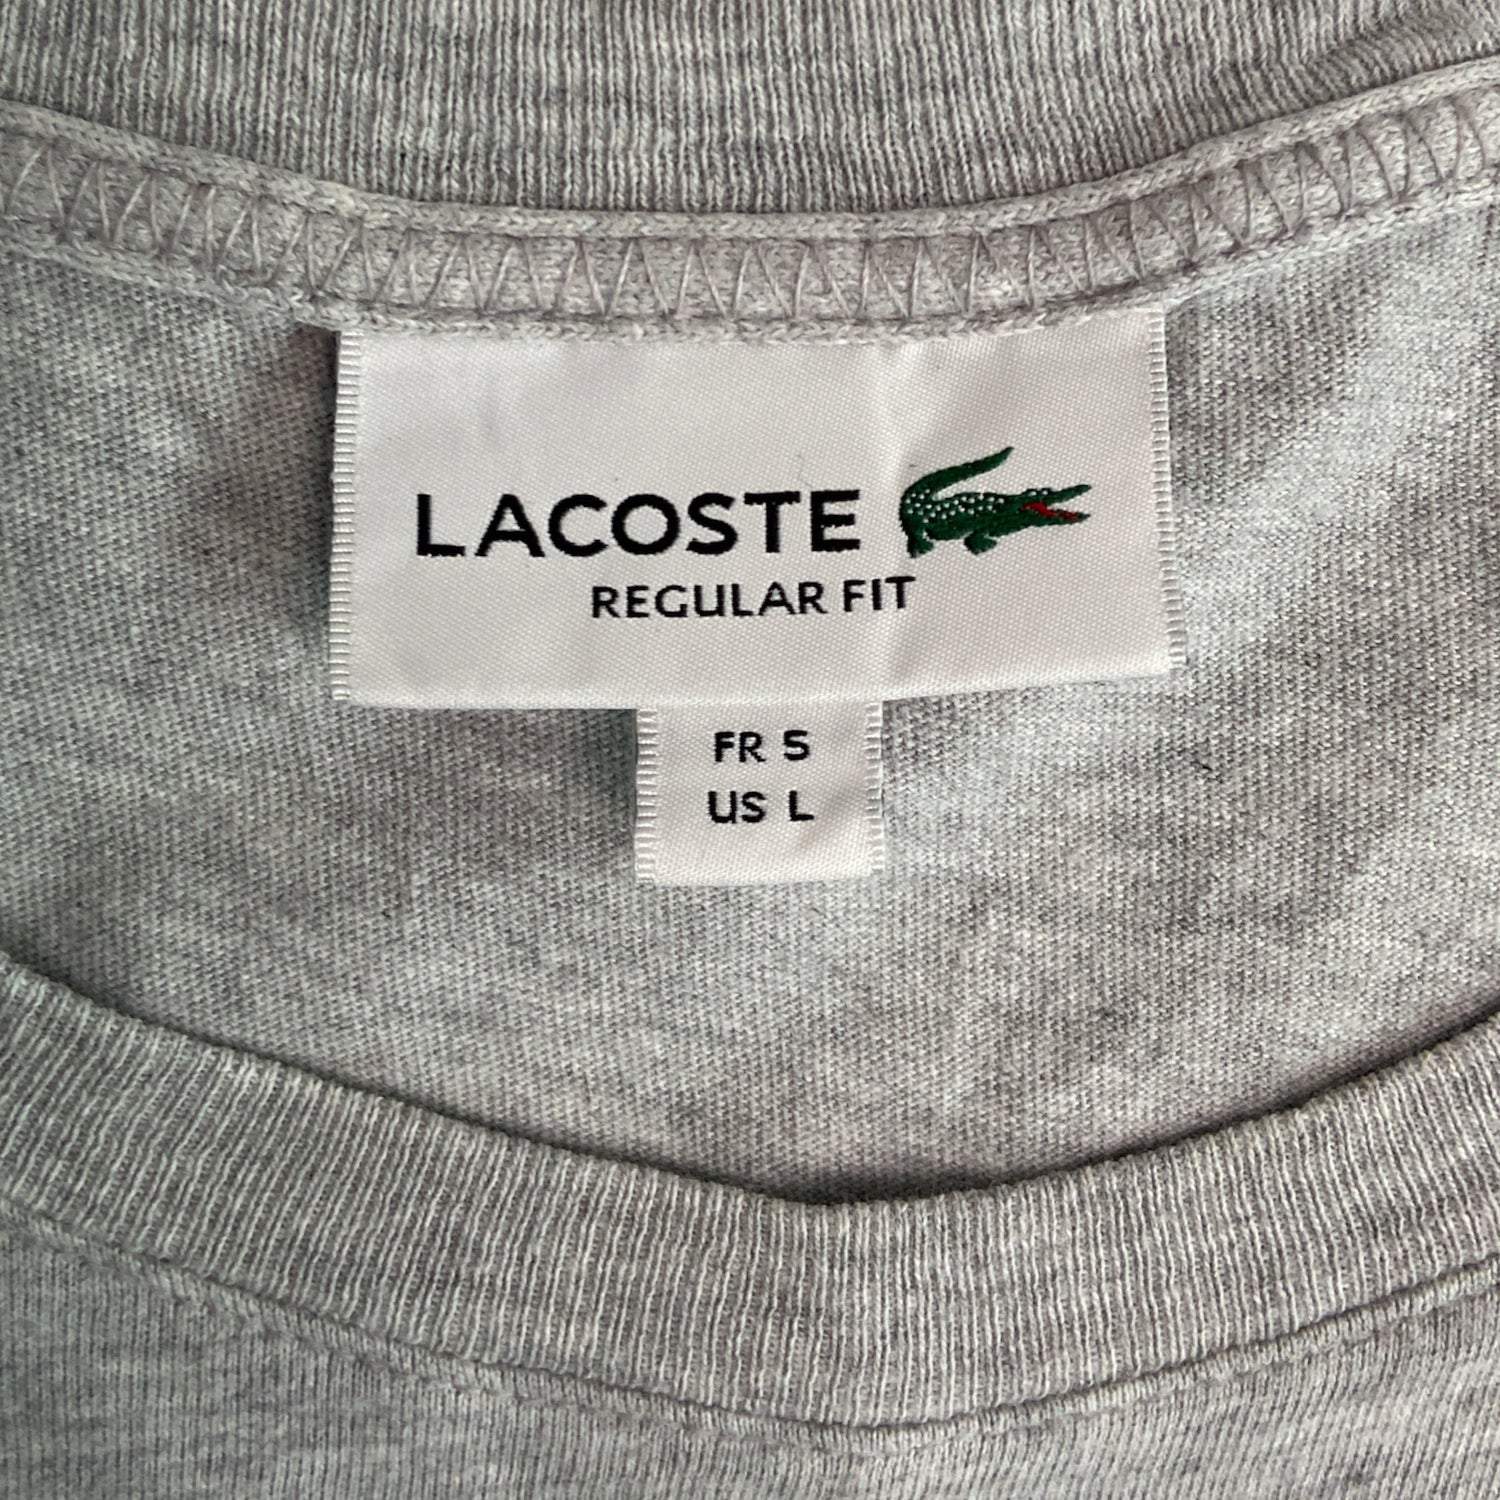 LACOSTE
REGULAR FIT
FR 5
US L